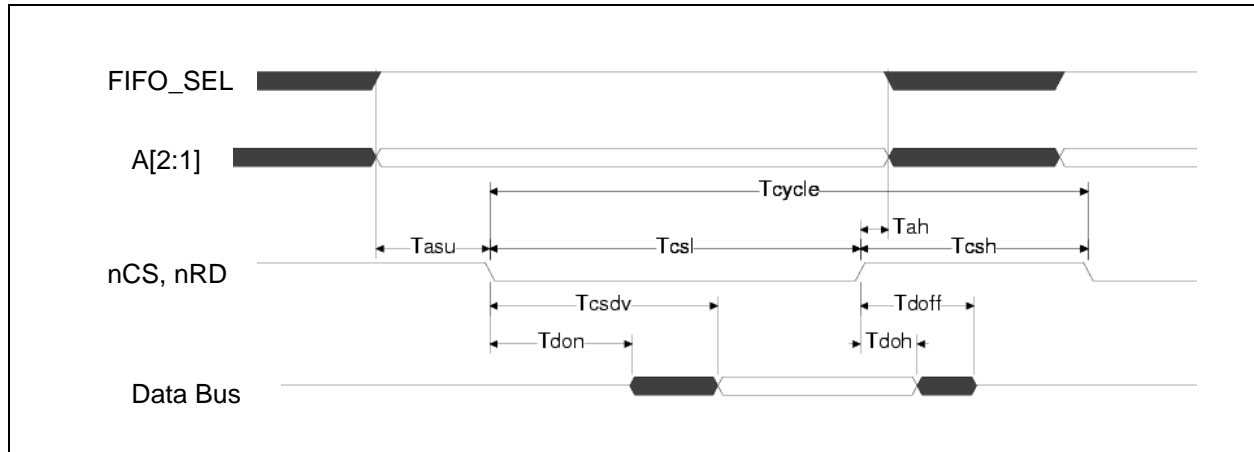 FIFO_SEL
A[2:1]
Tcycle
Tah
Tasu
Tcsl
Tcsh
nCS, nRD
Tcsdv
Tdoff
Tdon
Tdoh
Data Bus